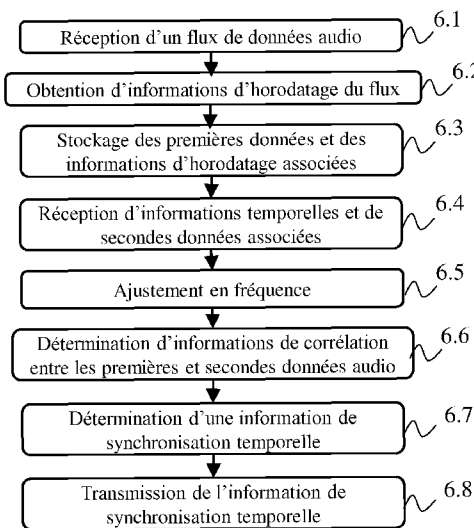 Réception d'un flux de données audio
6.1
Obtention d'informations d'horodatage du flux
6.2
Stockage des premières données et des
informations d'horodatage associées
6.3
Réception d'informations temporelles et de
secondes données associées
6.4
Ajustement en fréquence
6.5
Détermination d'informations de corrélation
entre les premières et secondes données audio
6.6
Détermination d'une information de
synchronisation temporelle
6.7
Transmission de l'information de
synchronisation temporelle
6.8